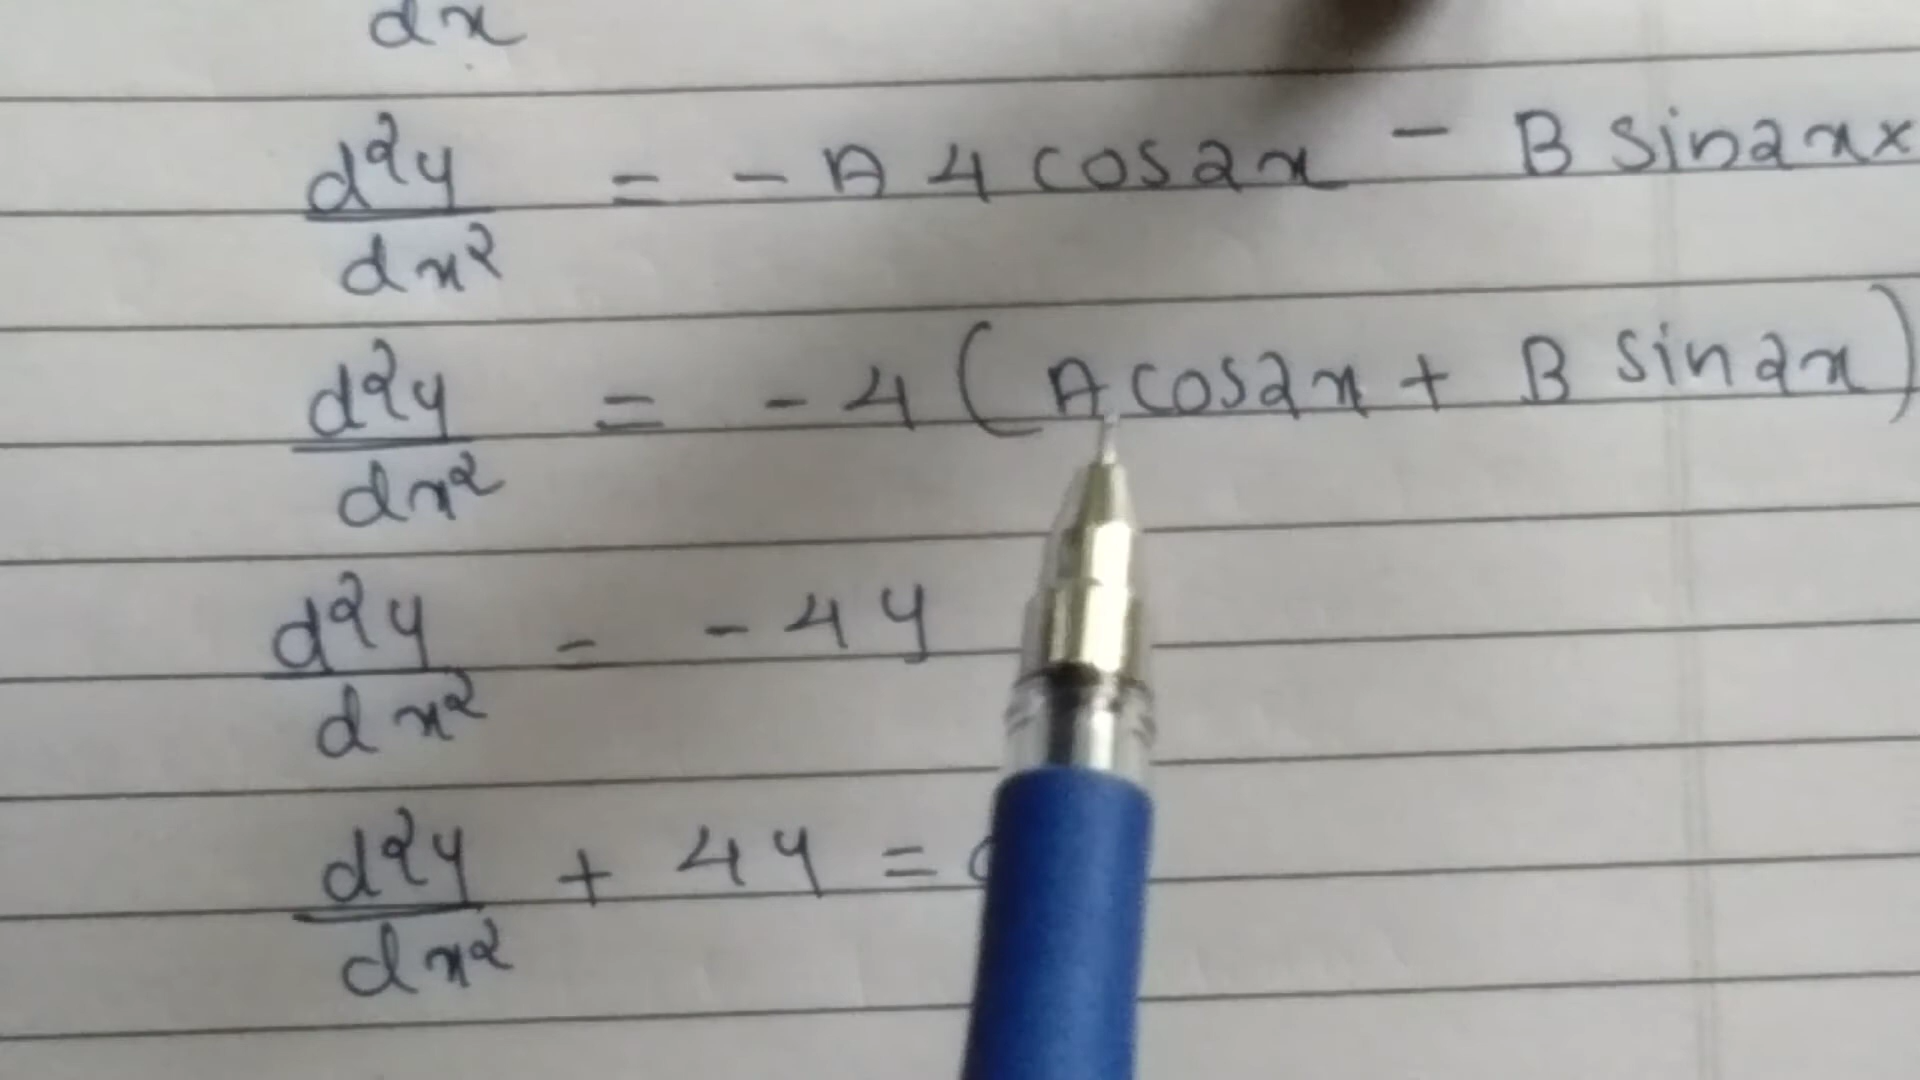 dx
d²y/dx² = - A 4 cos2x - B sin2x x
d²y/dx² = - 4 ( A cos2x + B sin2x )
d²y/dx² = - 4y
d²y/dx² + 4y =